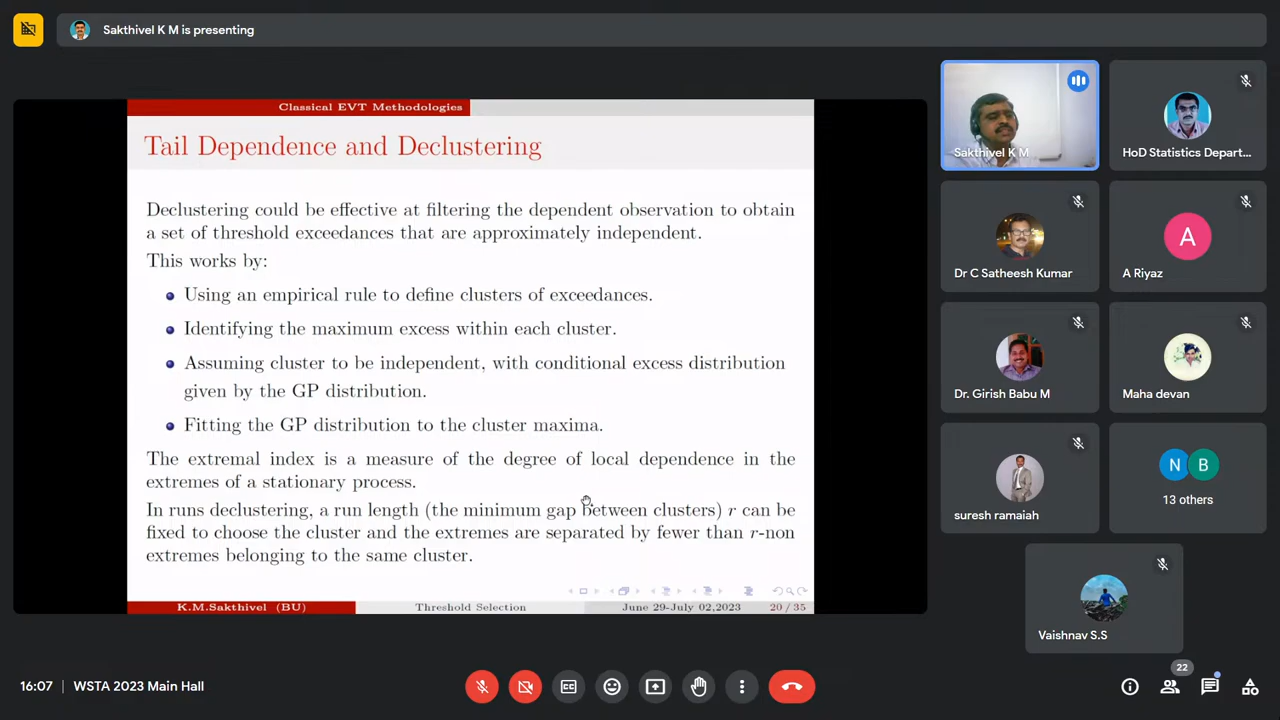 Sakthivel K M is presenting
Classical EVT Methodologies
Tail Dependence and Declustering
Declustering could be effective at filtering the dependent observation to obtain
a set of threshold exceedances that are approximately independent.
This works by:
Using an empirical rule to define clusters of exceedances.
Identifying the maximum excess within each cluster.
Assuming cluster to be independent, with conditional excess distribution
given by the GP distribution.
Fitting the GP distribution to the cluster maxima.
The extremal index is a measure of the degree of local dependence in the
extremes of a stationary process.
In runs declustering, a run length (the minimum gap between clusters) r can be
fixed to choose the cluster and the extremes are separated by fewer than r-non
extremes belonging to the same cluster.
K.M.Sakthivel (BU)
Threshold Selection
June 29-July 02,2023
20 / 35
Sakthivel K M
HoD Statistics Depart...
Dr C Satheesh Kumar
A
A Riyaz
Dr. Girish Babu M
Maha devan
suresh ramaiah
N B
13 others
Vaishnav S.S
16:07 | WSTA 2023 Main Hall
22